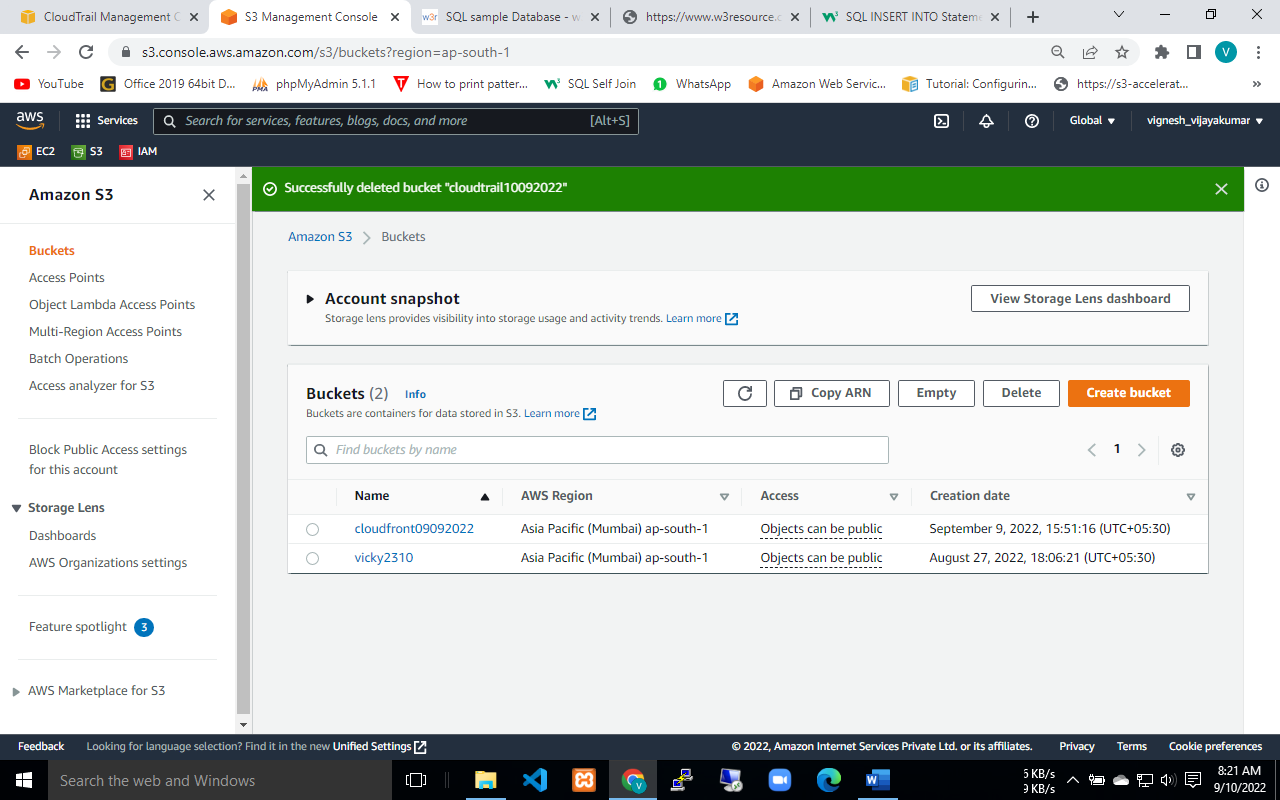 CloudTrail Management C
S3 Management Console
SQL sample Database - w
https://www.w3resource.c
SQL INSERT INTO Stateme
s3.console.aws.amazon.com/s3/buckets?region=ap-south-1
V
YouTube
Office 2019 64bit D...
phpMyAdmin 5.1.1
How to print patter...
SQL Self Join
WhatsApp
Amazon Web Servic...
Tutorial: Configurin...
https://s3-accelerat...
»
aws
Services
Search for services, features, blogs, docs, and more
[Alt+S]
Global
vignesh_vijayakumar
EC2
S3
IAM
Amazon S3
Successfully deleted bucket "cloudtrail10092022"
Buckets
Access Points
Object Lambda Access Points
Multi-Region Access Points
Batch Operations
Access analyzer for S3
Block Public Access settings
for this account
Storage Lens
Dashboards
AWS Organizations settings
Feature spotlight 3
AWS Marketplace for S3
Amazon S3 > Buckets
Account snapshot
Storage lens provides visibility into storage usage and activity trends. Learn more
View Storage Lens dashboard
Buckets (2) Info
Buckets are containers for data stored in S3. Learn more
Copy ARN
Empty
Delete
Create bucket
Find buckets by name
1
Name AWS Region Access Creation date
cloudfront09092022 Asia Pacific (Mumbai) ap-south-1 Objects can be public September 9, 2022, 15:51:16 (UTC+05:30)
vicky2310 Asia Pacific (Mumbai) ap-south-1 Objects can be public August 27, 2022, 18:06:21 (UTC+05:30)
Feedback
Looking for language selection? Find it in the new Unified Settings
© 2022, Amazon Internet Services Private Ltd. or its affiliates.
Privacy
Terms
Cookie preferences
Search the web and Windows
KB/s
9 KB/s
8:21 AM
9/10/2022